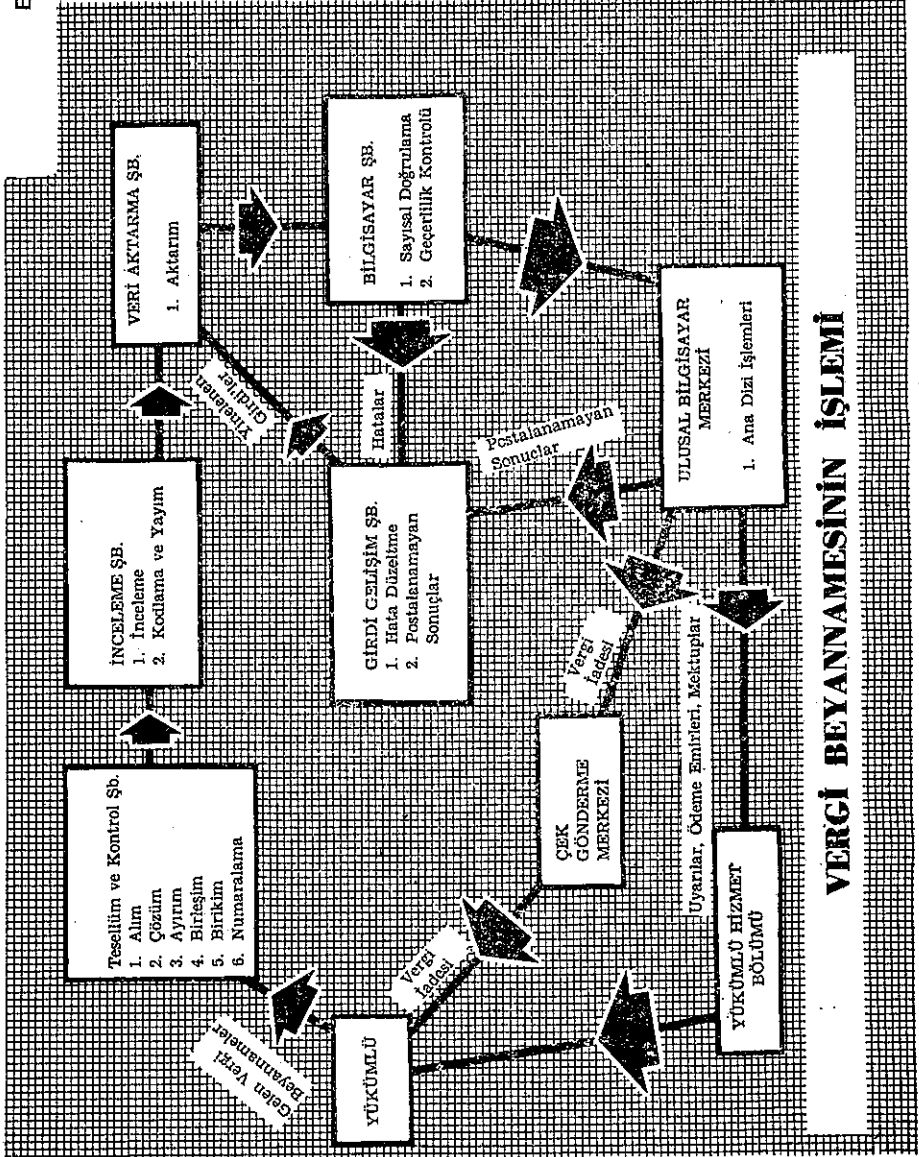 Tesellüm ve Kontrol Şb.
1. Alım
2. Çözüm
3. Ayırım
4. Birleşim
5. Birikim
6. Numaralama
İNCELEME ŞB.
1. İnceleme
2. Kodlama ve Yayım
VERİ AKTARMA ŞB.
1. Aktarım
Gelen Vergi
Beyannameler
Yinelenen
Girdi'ler
YÜKÜMLÜ
Vergi
İadesi
ÇEK
GÖNDERME
MERKEZİ
Vergi
İadesi
GİRDİ GELİŞİM ŞB.
1. Hata Düzeltme
2. Postalanamayan
Sonuçlar
Hatalar
BİLGİSAYAR ŞB.
1. Sayısal Doğrulama
2. Geçerlilik Kontrolü
Postalanamayan
Sonuçlar
Uyarılar, Ödeme Emirleri, Mektuplar
YÜKÜMLÜ HİZMET
BÖLÜMÜ
ULUSAL BİLGİSAYAR
MERKEZİ
1. Ana Dizi İşlemleri
VERGİ BEYANNAMESİNİN İŞLEMİ